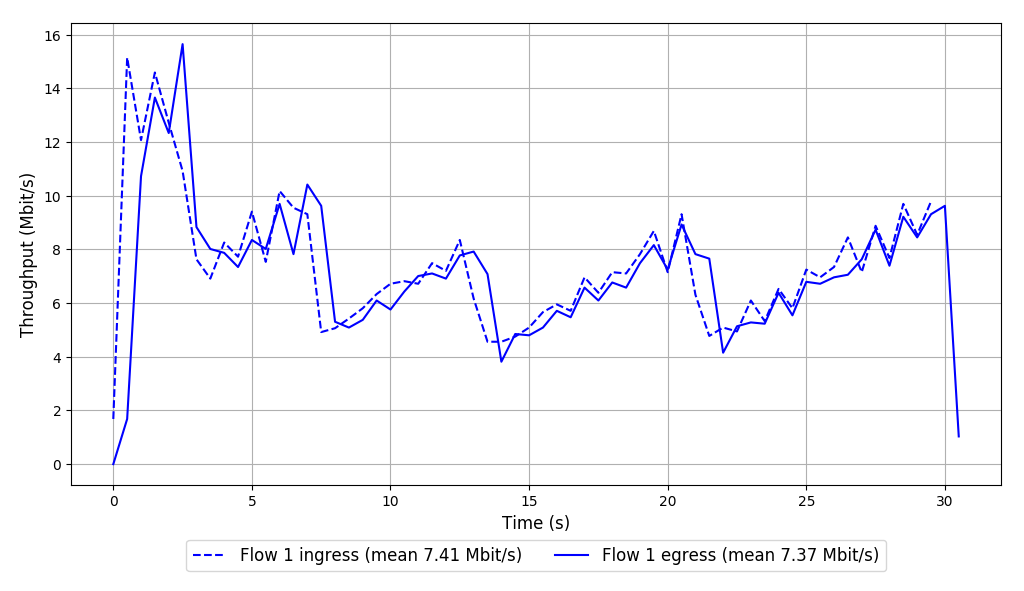 Throughput (Mbit/s)
16
14
12
10
8
6
4
2
0
0 5 10 15 20 25 30
Time (s)
Flow 1 ingress (mean 7.41 Mbit/s) Flow 1 egress (mean 7.37 Mbit/s)